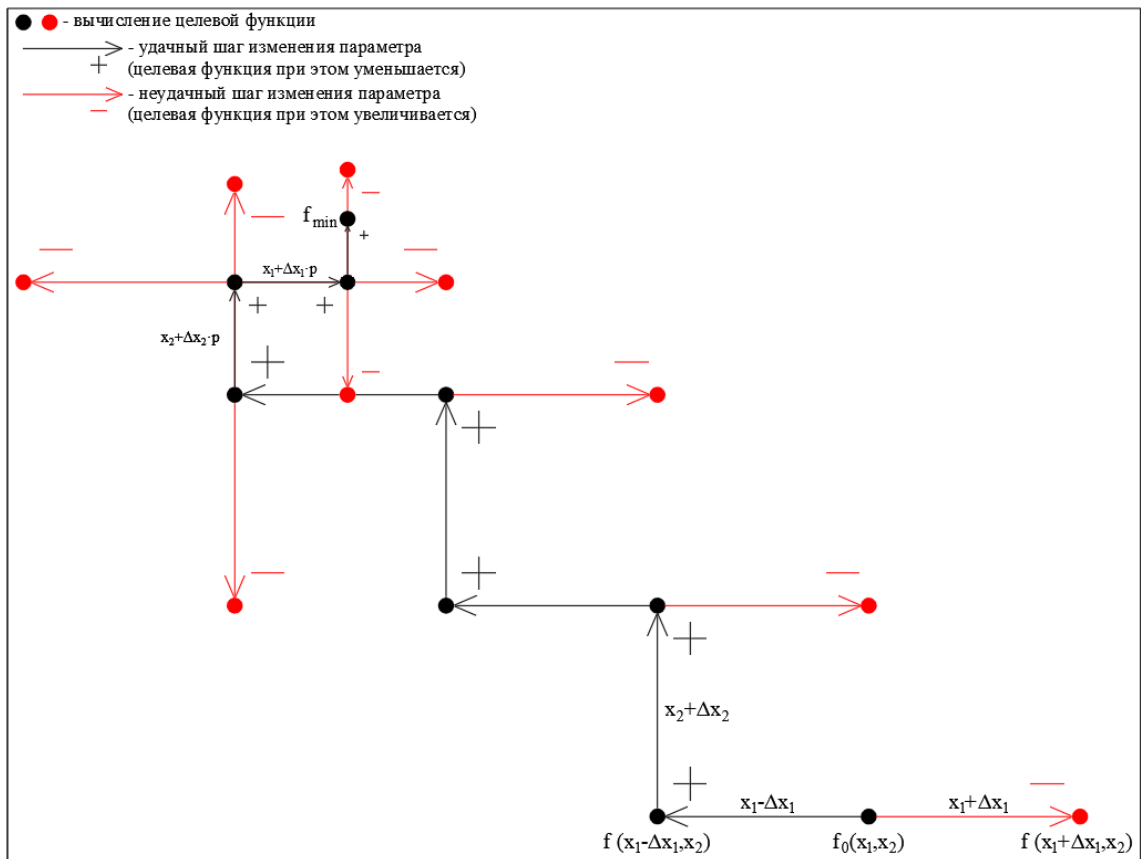 - вычисление целевой функции
- удачный шаг изменения параметра
+ (целевая функция при этом уменьшается)
- неудачный шаг изменения параметра
− (целевая функция при этом увеличивается)
−
f_min
+
−
−
−
x₁+Δx₁·p
+
+
x₂+Δx₂·p
+
−
−
+
−
+
−
+
x₂+Δx₂
+
−
x₁-Δx₁
x₁+Δx₁
f (x₁-Δx₁,x₂)
f₀(x₁,x₂)
f (x₁+Δx₁,x₂)